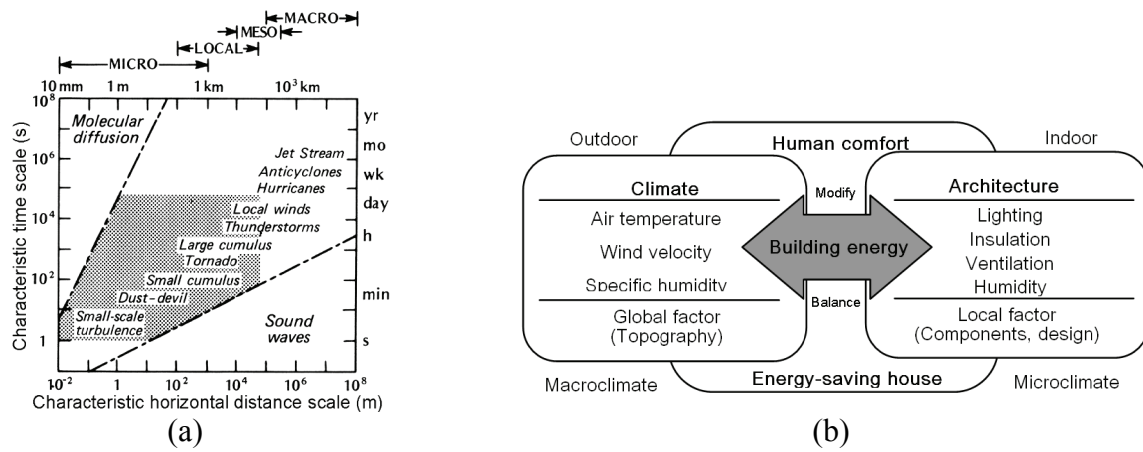 MACRO
MESO
LOCAL
MICRO
10 mm 1 m 1 km 10³ km
10⁸
10⁶
10⁴
10²
1
Characteristic time scale (s)
Molecular
diffusion
Jet Stream
Anticyclones
Hurricanes
Local winds
Thunderstorms
Large cumulus
Tornado
Small cumulus
Dust-devil
Small-scale
turbulence
Sound
waves
yr
mo
wk
day
h
min
s
10⁻² 1 10² 10⁴ 10⁶ 10⁸
Characteristic horizontal distance scale (m)
(a)
Outdoor
Indoor
Human comfort
Climate
Air temperature
Wind velocity
Specific humidity
Global factor
(Topography)
Modify
Building energy
Balance
Architecture
Lighting
Insulation
Ventilation
Humidity
Local factor
(Components, design)
Macroclimate
Energy-saving house
Microclimate
(b)